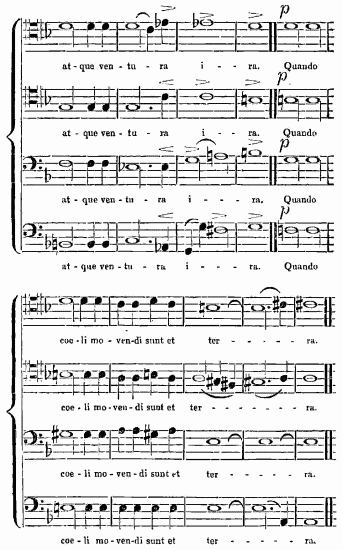 p
at - que ven - tu - ra i - - ra. Quando
p
at - que ven - tu - ra i - - ra. Quando
p
at - que ven - tu - ra i - - - ra. Quando
p
at - que ven - tu - ra i - - - ra. Quando
coe - li mo - ven - di sunt et ter - - - - - ra.
coe - li mo - ven - di sunt et ter - - - - - - ra.
coe - li mo - ven - di sunt et ter - - - - - ra.
coe - li mo - ven - di sunt et ter - - - - - ra.